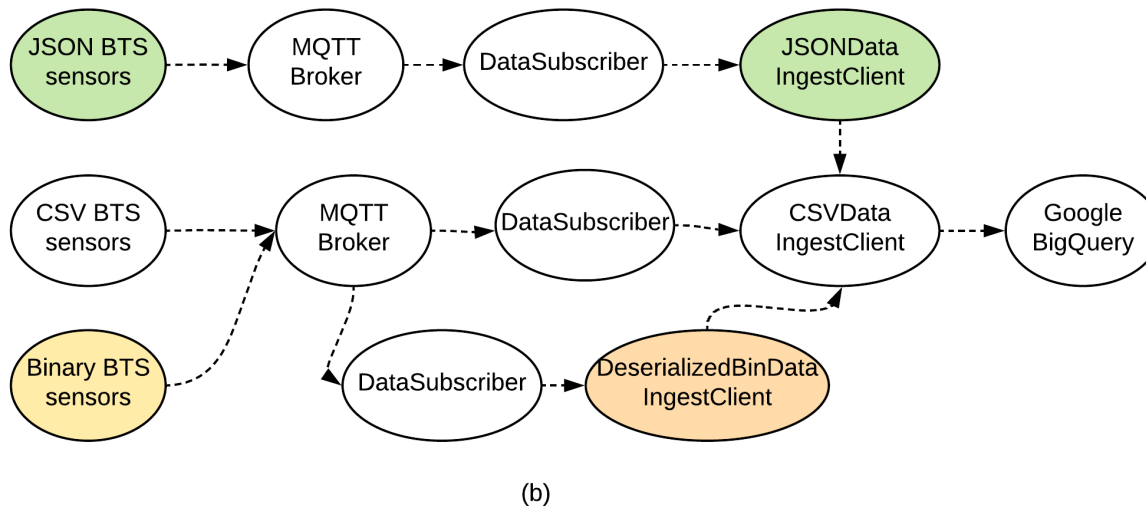 JSON BTS
sensors
MQTT
Broker
DataSubscriber
JSONData
IngestClient
CSV BTS
sensors
MQTT
Broker
DataSubscriber
CSVData
IngestClient
Google
BigQuery
Binary BTS
sensors
DataSubscriber
DeserializedBinData
IngestClient
(b)